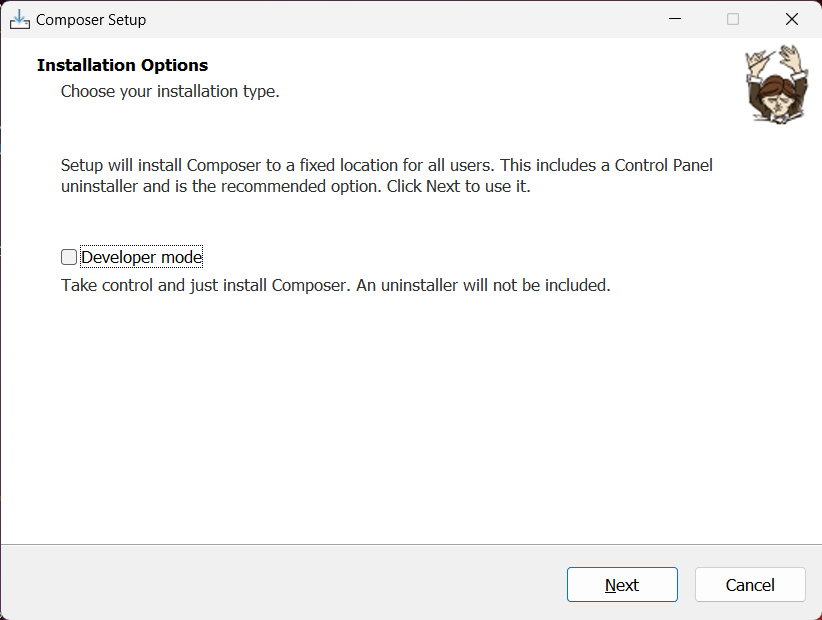 Composer Setup
Installation Options
Choose your installation type.
Setup will install Composer to a fixed location for all users. This includes a Control Panel
uninstaller and is the recommended option. Click Next to use it.
Developer mode
Take control and just install Composer. An uninstaller will not be included.
Next
Cancel